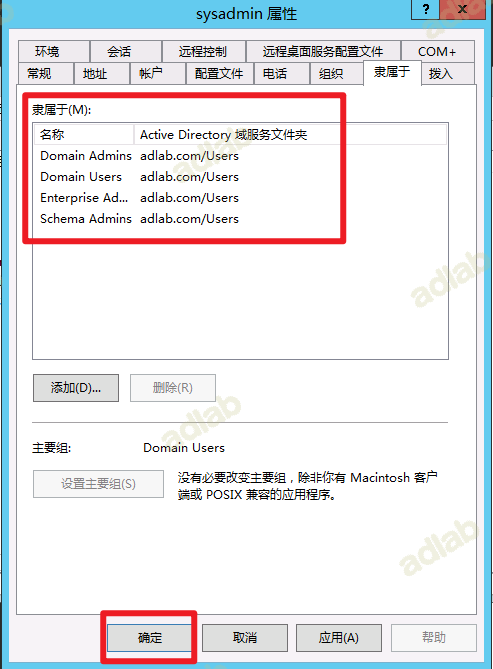 sysadmin 属性
? X
环境 会话 远程控制 远程桌面服务配置文件 COM+
常规 地址 帐户 配置文件 电话 组织 隶属于 拨入
隶属于(M):
名称 Active Directory 域服务文件夹
Domain Admins adlab.com/Users
Domain Users adlab.com/Users
Enterprise Ad... adlab.com/Users
Schema Admins adlab.com/Users
添加(D)... 删除(R)
主要组: Domain Users
设置主要组(S) 没有必要改变主要组，除非你有 Macintosh 客户
端或 POSIX 兼容的应用程序。
确定 取消 应用(A) 帮助
adlab
adlab
adlab
adlab
adlab